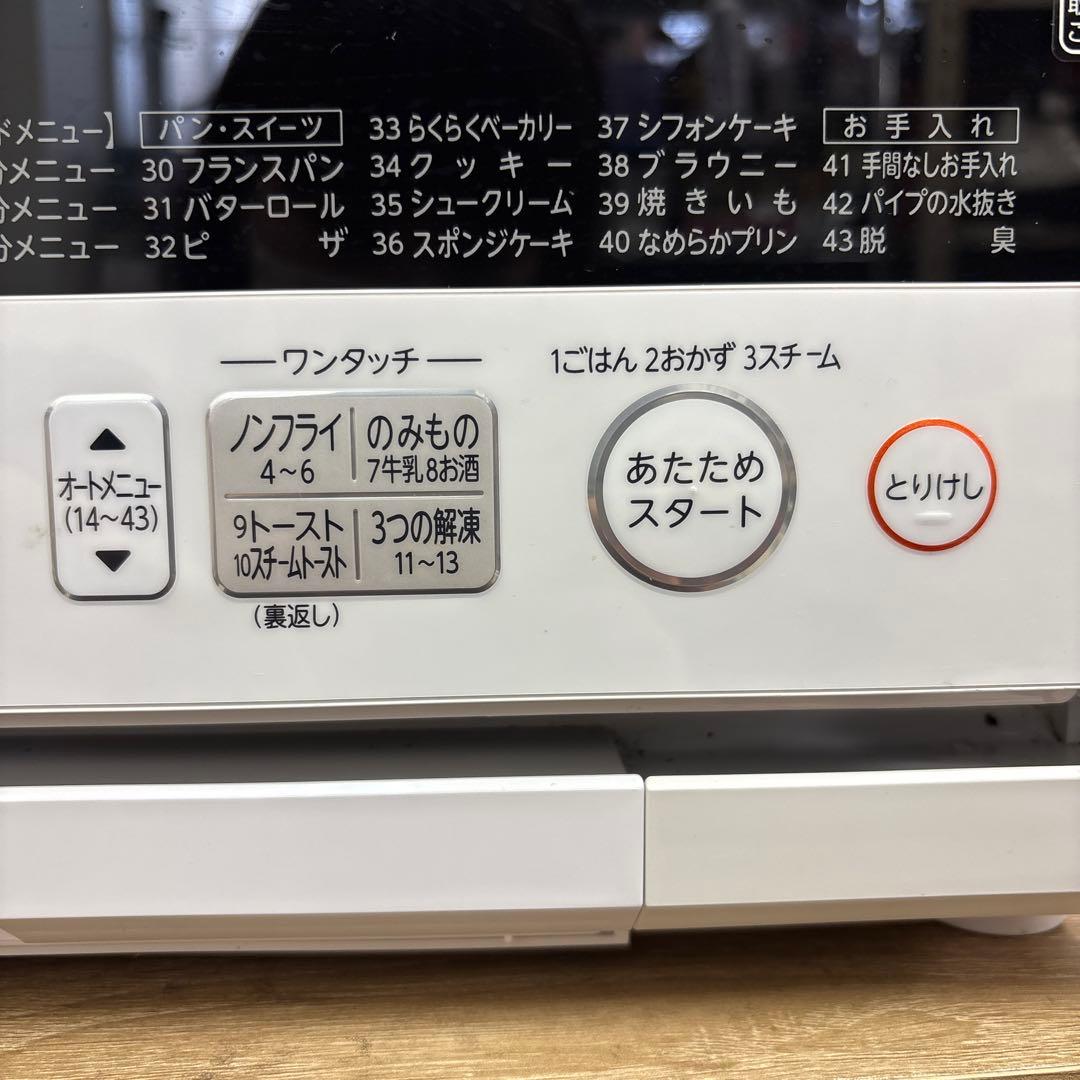 ドメニュー】 パン・スイーツ 33 らくらくベーカリー 37 シフォンケーキ お手入れ
分メニュー 30 フランスパン 34 クッキー 38 ブラウニー 41 手間なしお手入れ
分メニュー 31 バターロール 35 シュークリーム 39 焼きいも 42 パイプの水抜き
分メニュー 32 ピザ 36 スポンジケーキ 40 なめらかプリン 43 脱臭
ワンタッチ
1ごはん 2おかず 3スチーム
▲
オートメニュー
(14〜43)
▼
ノンフライ
4〜6
のみもの
7牛乳8お酒
9トースト
10スチームトースト
3つの解凍
11〜13
(裏返し)
あたため
スタート
とりけし